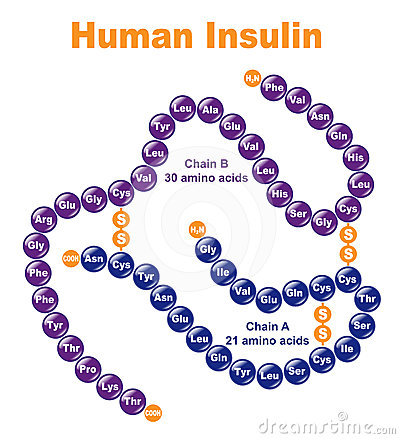 Human Insulin
H₂N
Phe
Val
Asn
Gln
His
Leu
Cys
Gly
Ser
His
Leu
Val
Glu
Ala
Leu
Tyr
Leu
Val
Cys
Gly
Glu
Arg
Gly
Phe
Phe
Tyr
Thr
Pro
Lys
Thr
COOH
Chain B
30 amino acids
S
S
S
S
H₂N
Gly
Ile
Val
Glu
Gln
Cys
Cys
Thr
Ser
Ile
Cys
Ser
Leu
Tyr
Gln
Leu
Glu
Asn
Tyr
Cys
Asn
COOH
S
S
Chain A
21 amino acids
dreamstime.com